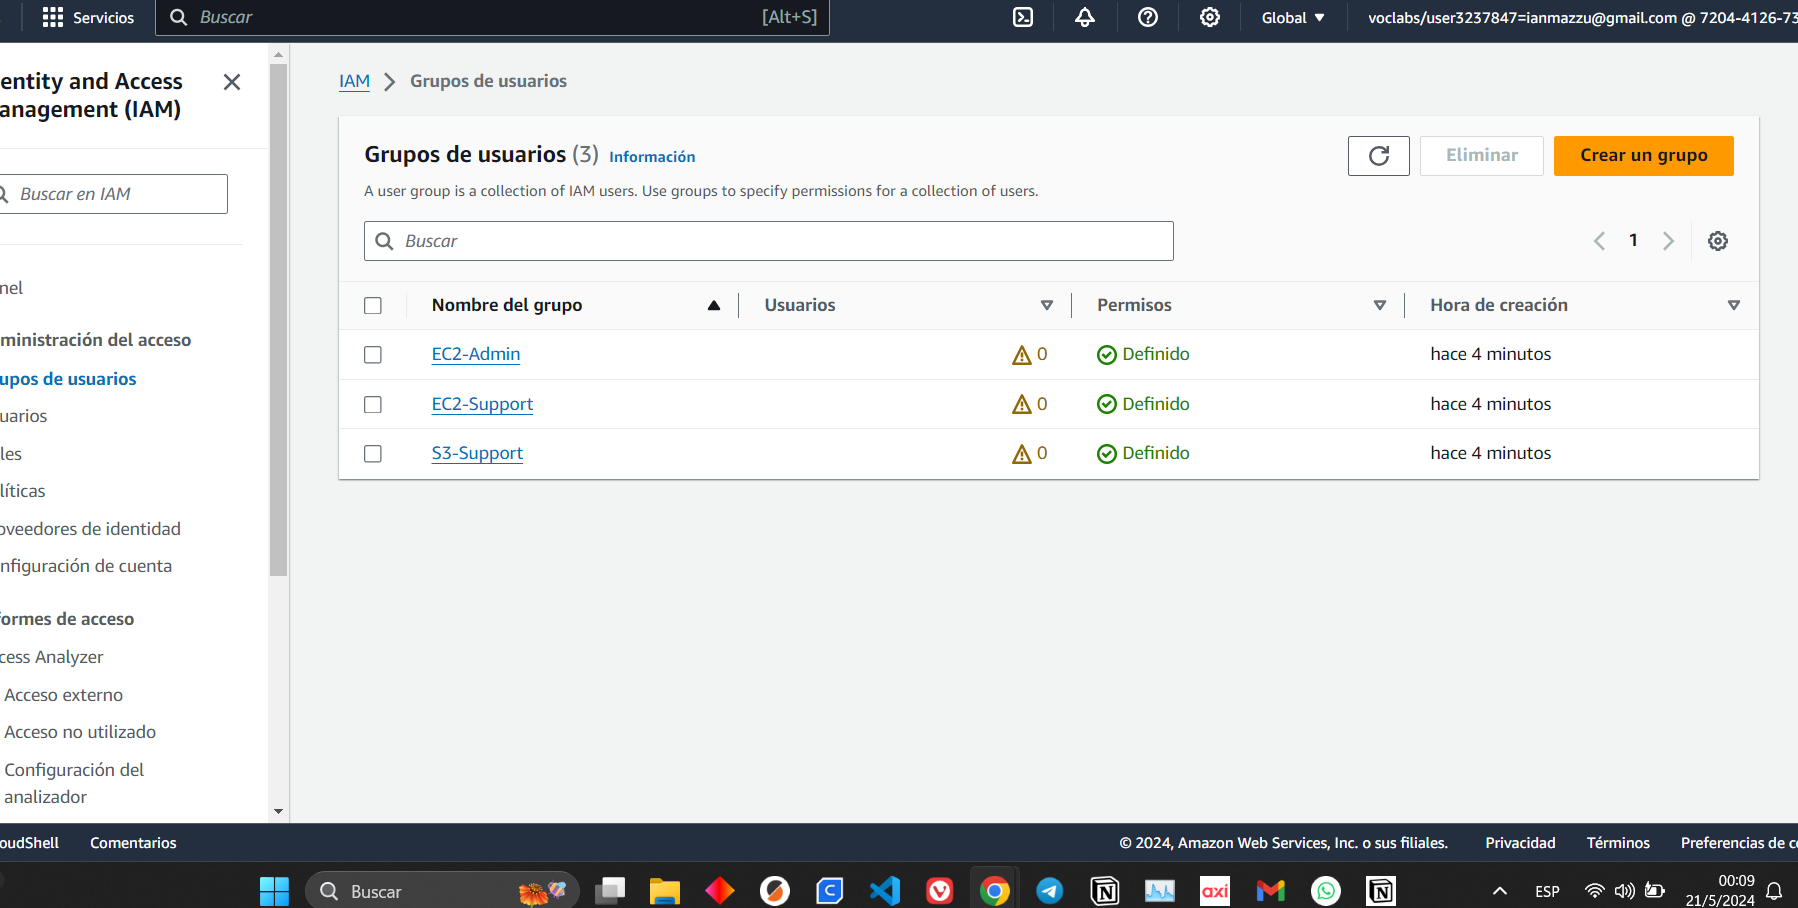 Servicios
Buscar
[Alt+S]
Global
voclabs/user3237847=ianmazzu@gmail.com @ 7204-4126-73
entity and Access
anagement (IAM)
Buscar en IAM
nel
ministración del acceso
upos de usuarios
uarios
les
líticas
oveedores de identidad
nfiguración de cuenta
formes de acceso
cess Analyzer
Acceso externo
Acceso no utilizado
Configuración del
analizador
IAM > Grupos de usuarios
Grupos de usuarios (3) Información
Eliminar
Crear un grupo
A user group is a collection of IAM users. Use groups to specify permissions for a collection of users.
Buscar
1
Nombre del grupo Usuarios Permisos Hora de creación
EC2-Admin 0 Definido hace 4 minutos
EC2-Support 0 Definido hace 4 minutos
S3-Support 0 Definido hace 4 minutos
oudShell Comentarios © 2024, Amazon Web Services, Inc. o sus filiales. Privacidad Términos Preferencias de co
Buscar
axi
ESP
00:09
21/5/2024